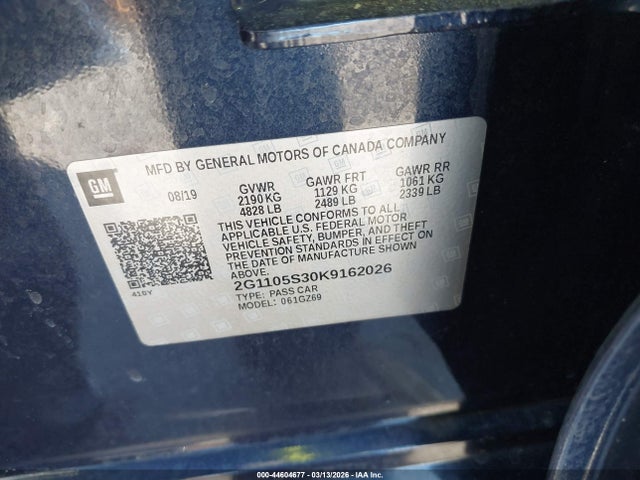 MFD BY GENERAL MOTORS OF CANADA COMPANY
GM
08/19
GVWR
2190 KG
4828 LB
GAWR FRT
1129 KG
2489 LB
GAWR RR
1061 KG
2339 LB
THIS VEHICLE CONFORMS TO ALL
APPLICABLE U.S. FEDERAL MOTOR
VEHICLE SAFETY, BUMPER, AND THEFT
PREVENTION STANDARDS IN EFFECT ON
THE DATE OF MANUFACTURE SHOWN
ABOVE.
410Y
2G1105S30K9162026
TYPE: PASS CAR
MODEL: 061GZ69
000-44604677 | 03/13/2026 | IAA Inc.